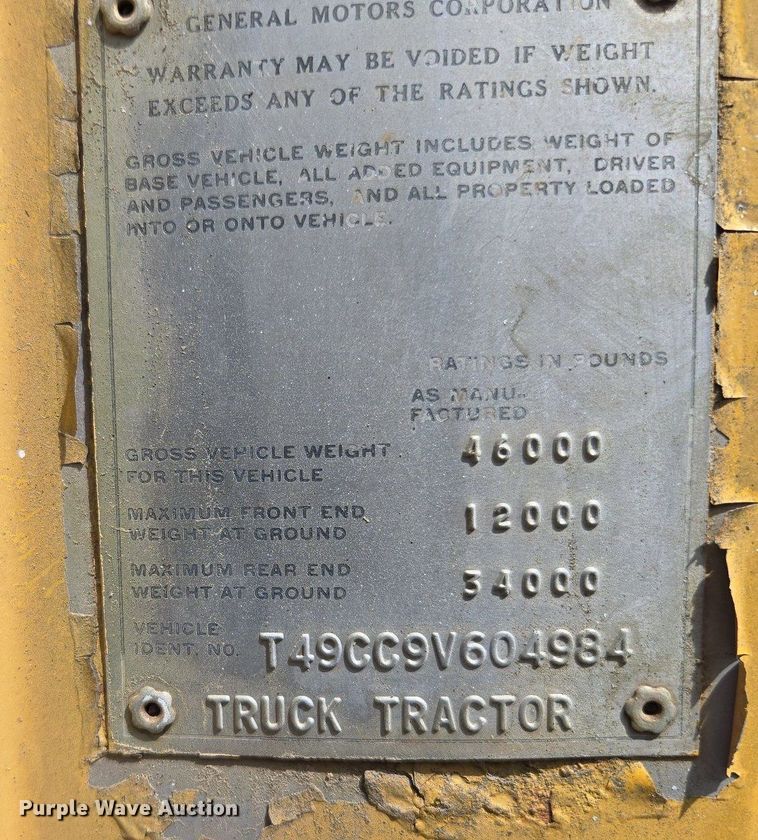 GENERAL MOTORS CORPORATION
WARRANTY MAY BE VOIDED IF WEIGHT
EXCEEDS ANY OF THE RATINGS SHOWN.
GROSS VEHICLE WEIGHT INCLUDES WEIGHT OF
BASE VEHICLE, ALL ADDED EQUIPMENT, DRIVER
AND PASSENGERS, AND ALL PROPERTY LOADED
INTO OR ONTO VEHICLE.
RATINGS IN POUNDS
AS MANU-
FACTURED
GROSS VEHICLE WEIGHT 46000
FOR THIS VEHICLE
MAXIMUM FRONT END 12000
WEIGHT AT GROUND
MAXIMUM REAR END 34000
WEIGHT AT GROUND
VEHICLE
IDENT. NO. T49CC9V604984
TRUCK TRACTOR
Purple Wave Auction